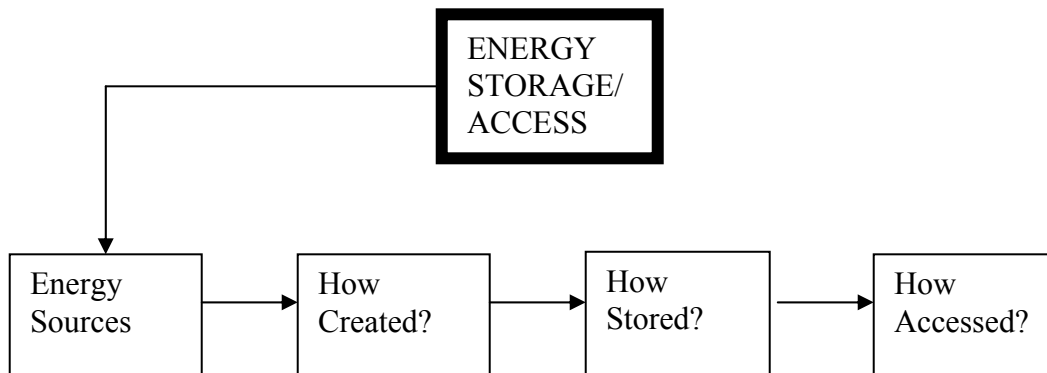 ENERGY
STORAGE/
ACCESS
Energy
Sources
How
Created?
How
Stored?
How
Accessed?